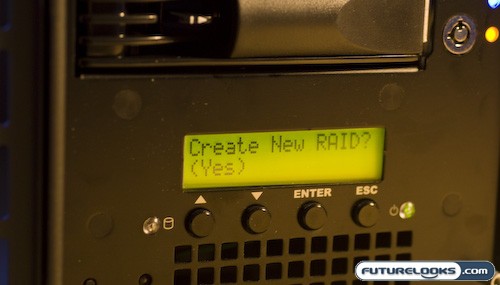 Create New RAID?
(Yes)
ENTER
ESC
FUTURELOOKS.com